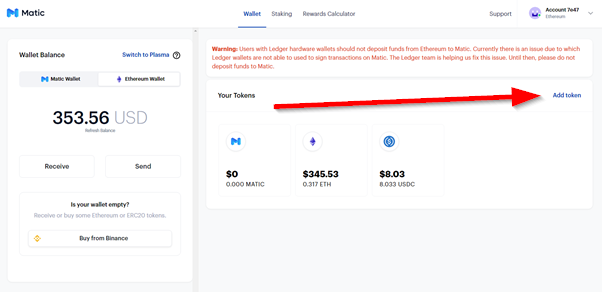 Matic
Wallet
Staking
Rewards Calculator
Support
Account 7e47
Ethereum
Wallet Balance
Switch to Plasma
Matic Wallet
Ethereum Wallet
353.56 USD
Refresh Balance
Receive
Send
Is your wallet empty?
Receive or buy some Ethereum or ERC20 tokens.
Buy from Binance
Warning: Users with Ledger hardware wallets should not deposit funds from Ethereum to Matic. Currently there is an issue due to which
Ledger wallets are not able to used to sign transactions on Matic. The Ledger team is helping us fix this issue. Until then, please do not
deposit funds to Matic.
Your Tokens
Add token
$0
0.000 MATIC
$345.53
0.317 ETH
$8.03
8.033 USDC